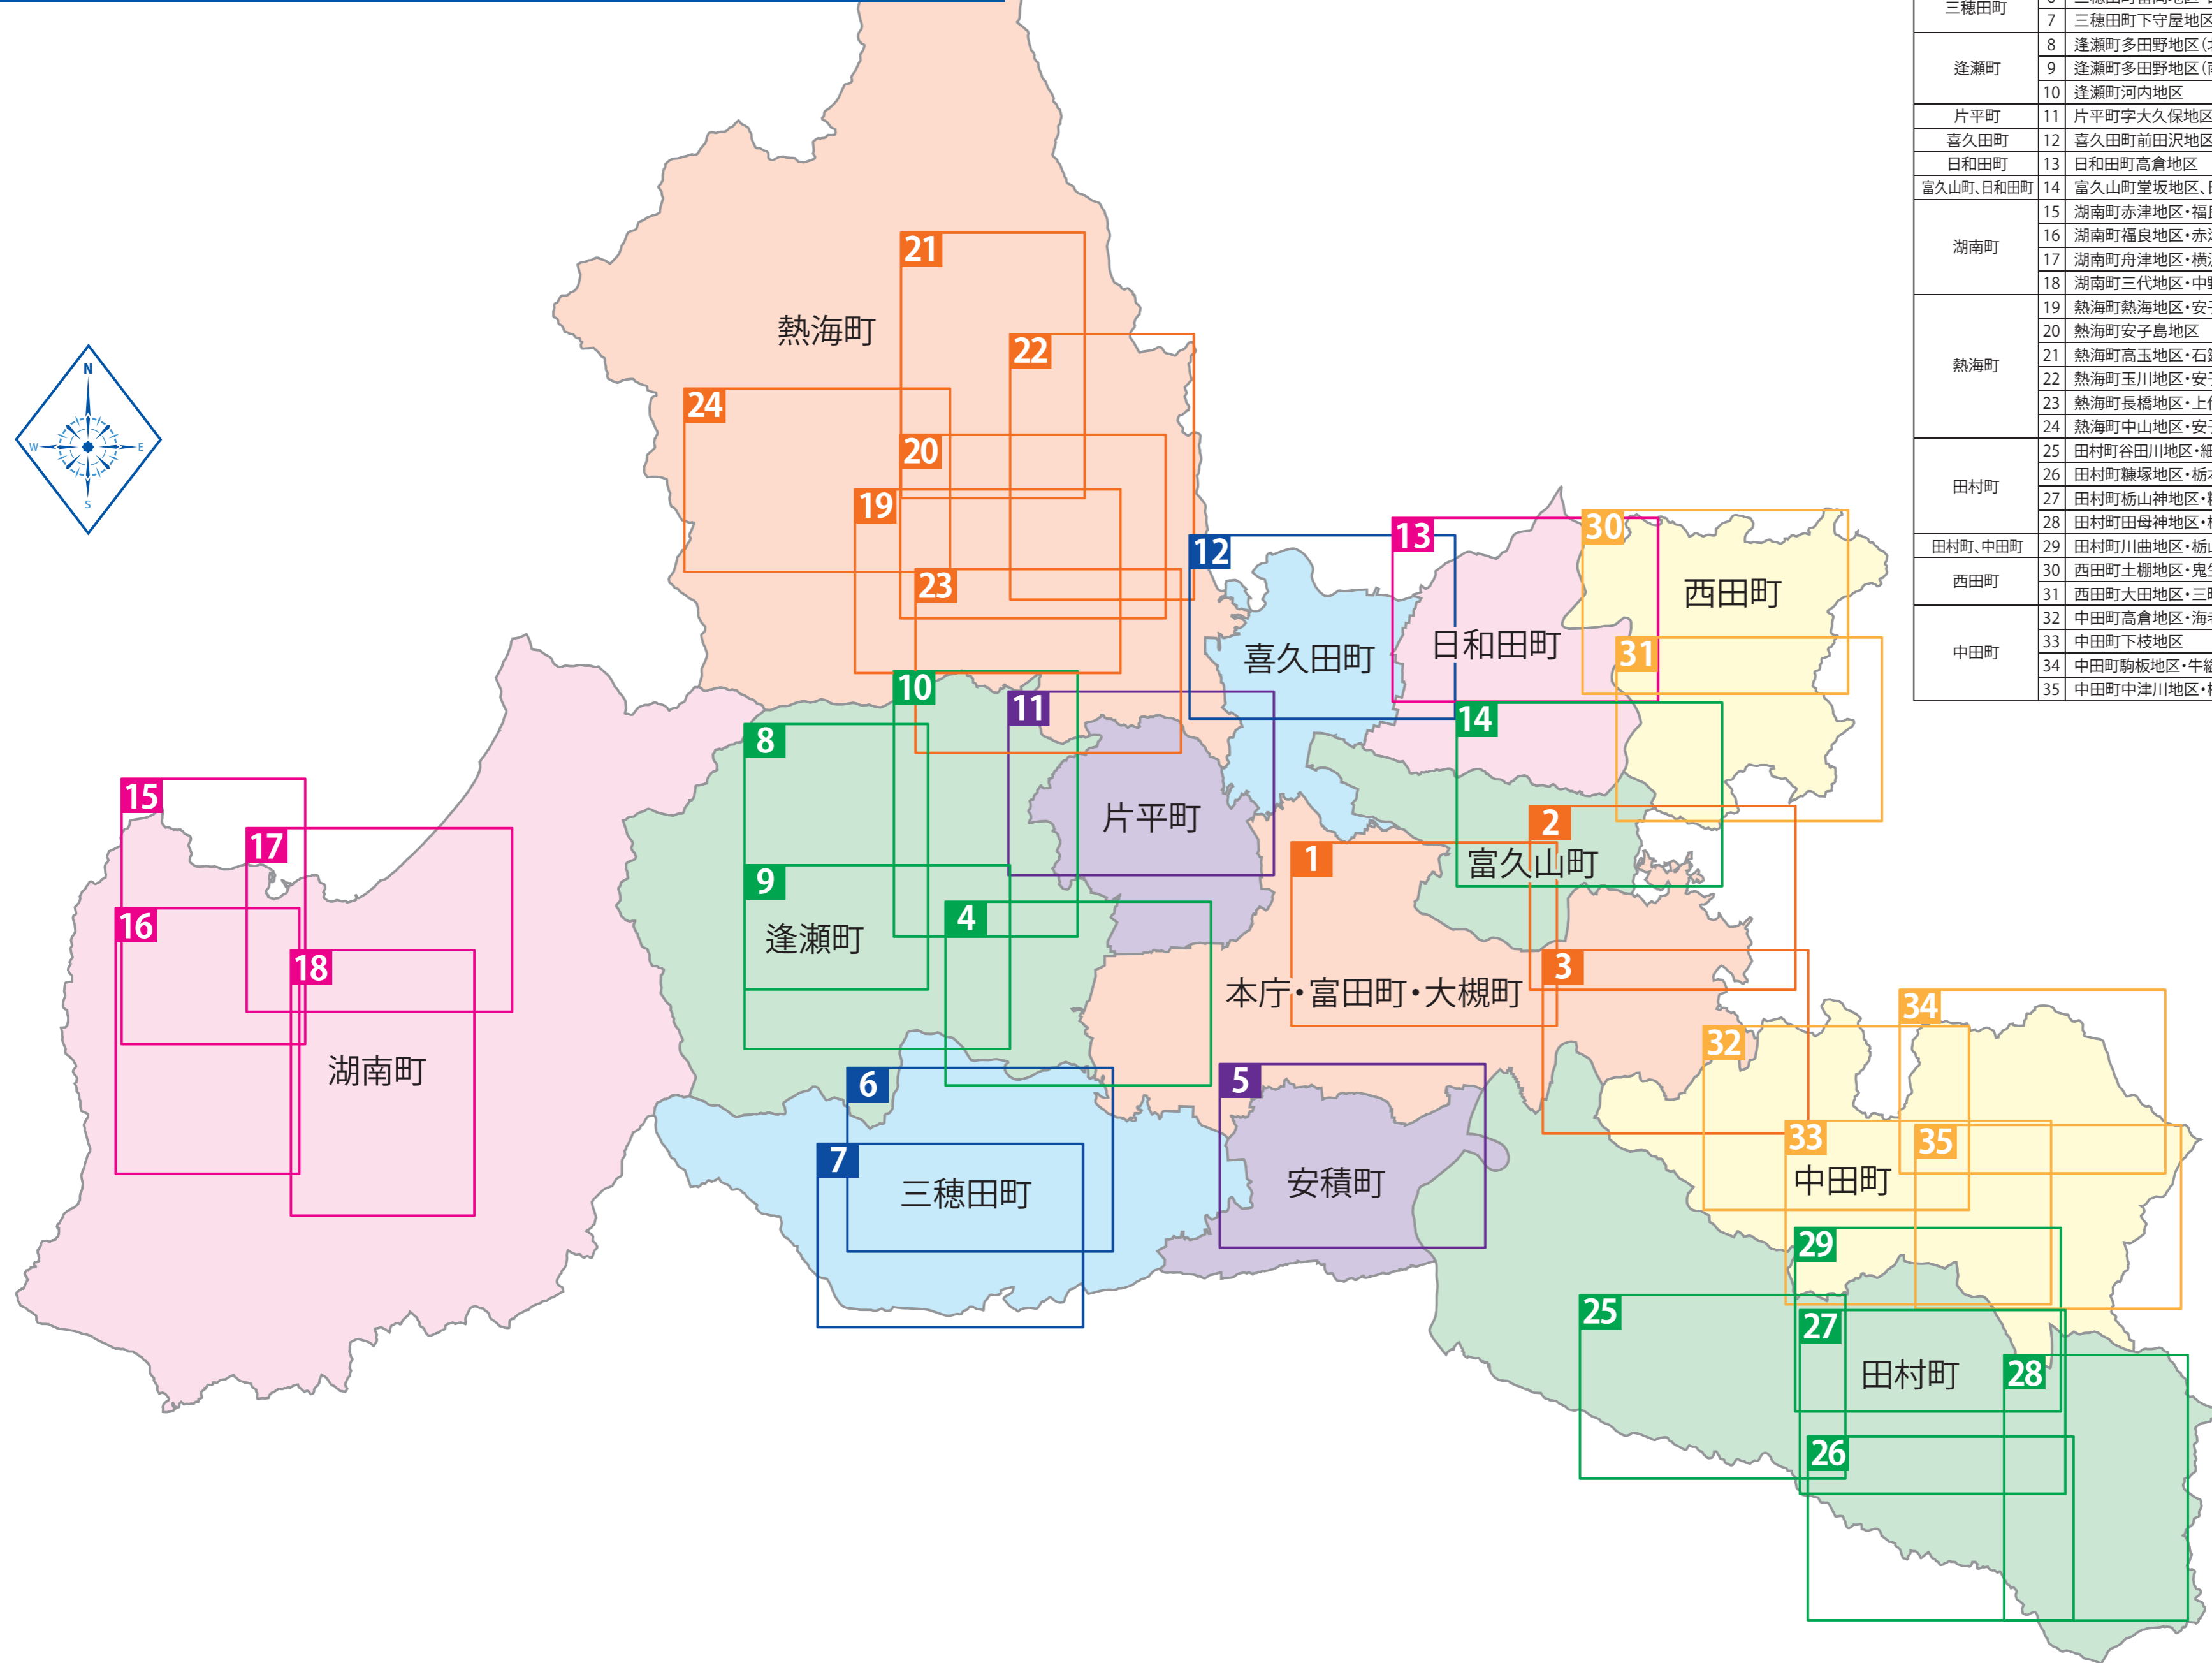 三穂田町
7 三穂田町下守屋地区
逢瀬町
8 逢瀬町多田野地区(
9 逢瀬町多田野地区(
10 逢瀬町河内地区
片平町 11 片平町字大久保地区
喜久田町 12 喜久田町前田沢地区
日和田町 13 日和田町高倉地区
富久山町、日和田町 14 富久山町堂坂地区、
湖南町
15 湖南町赤津地区・福
16 湖南町福良地区・赤
17 湖南町舟津地区・横
18 湖南町三代地区・中
熱海町
19 熱海町熱海地区・安
20 熱海町安子島地区
21 熱海町高玉地区・石
22 熱海町玉川地区・安
23 熱海町長橋地区・上
24 熱海町中山地区・安
田村町
25 田村町谷田川地区・細
26 田村町糠塚地区・栃
27 田村町栃山神地区・
28 田村町田母神地区・
田村町、中田町 29 田村町川曲地区・栃
西田町
30 西田町土棚地区・鬼
31 西田町大田地区・三
中田町
32 中田町高倉地区・海
33 中田町下枝地区
34 中田町駒板地区・牛
35 中田町中津川地区・
N
W
E
S
21
熱海町
22
24
20
19
23
12
13
30
西田町
喜久田町
日和田町
31
10
11
14
8
15
17
片平町
2
1
富久山町
9
4
16
逢瀬町
18
3
本庁・富田町・大槻町
34
32
湖南町
6
5
7
33
35
三穂田町
安積町
中田町
29
25
27
田村町
28
26